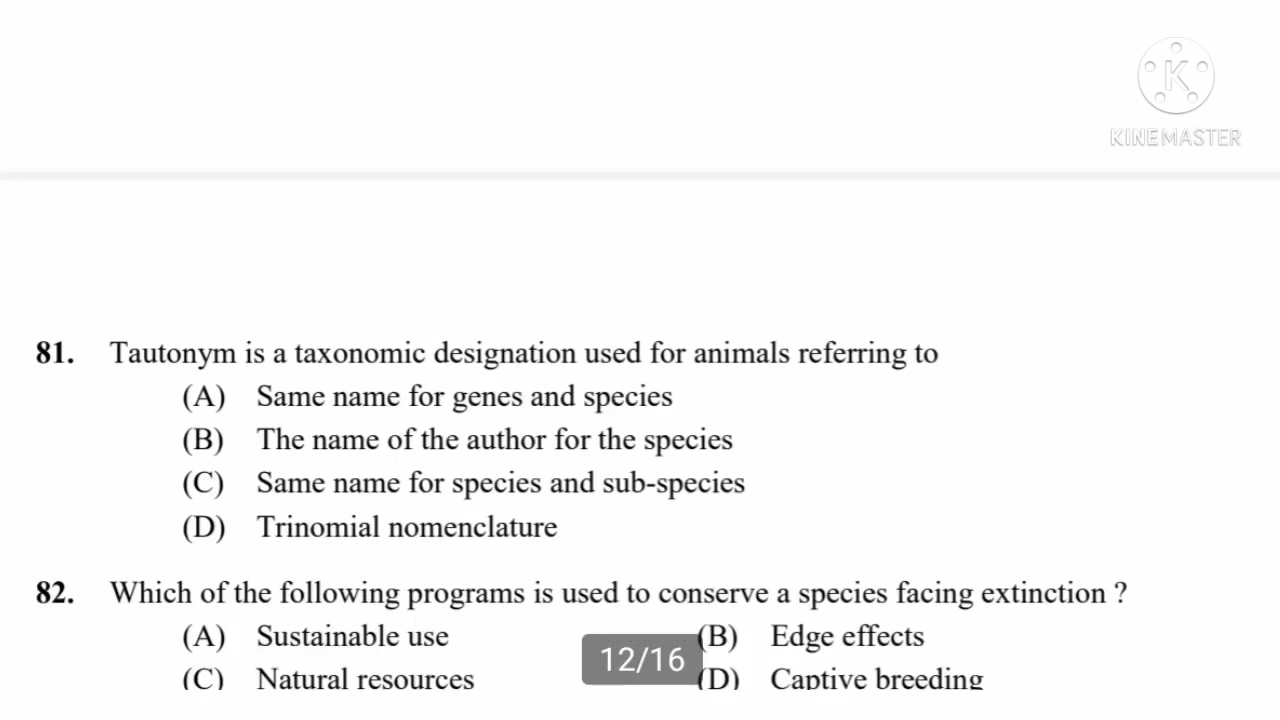 KINEMASTER
81. Tautonym is a taxonomic designation used for animals referring to
(A) Same name for genes and species
(B) The name of the author for the species
(C) Same name for species and sub-species
(D) Trinomial nomenclature
82. Which of the following programs is used to conserve a species facing extinction ?
(A) Sustainable use (B) Edge effects
12/16
(C) Natural resources (D) Captive breeding